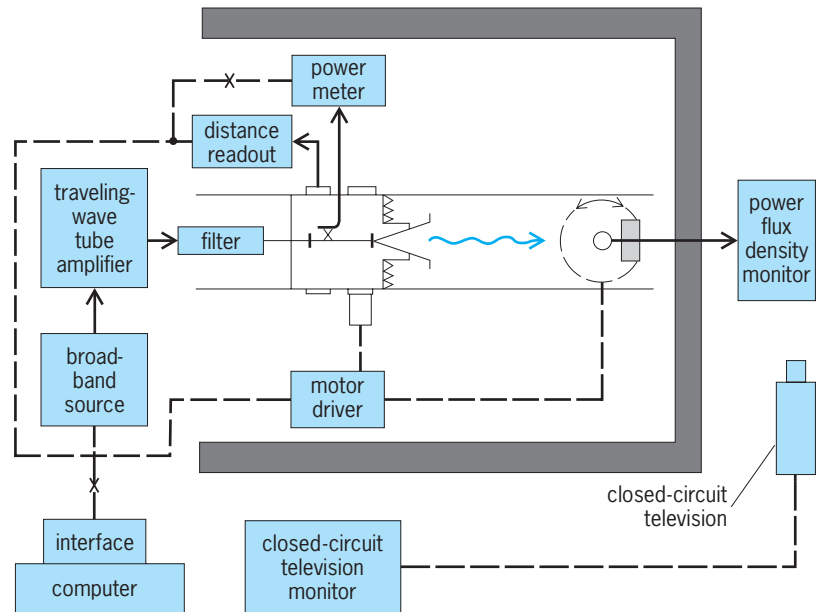 power
meter
distance
readout
traveling-
wave
tube
amplifier
filter
power
flux
density
monitor
broad-
band
source
motor
driver
closed-circuit
television
interface
computer
closed-circuit
television
monitor